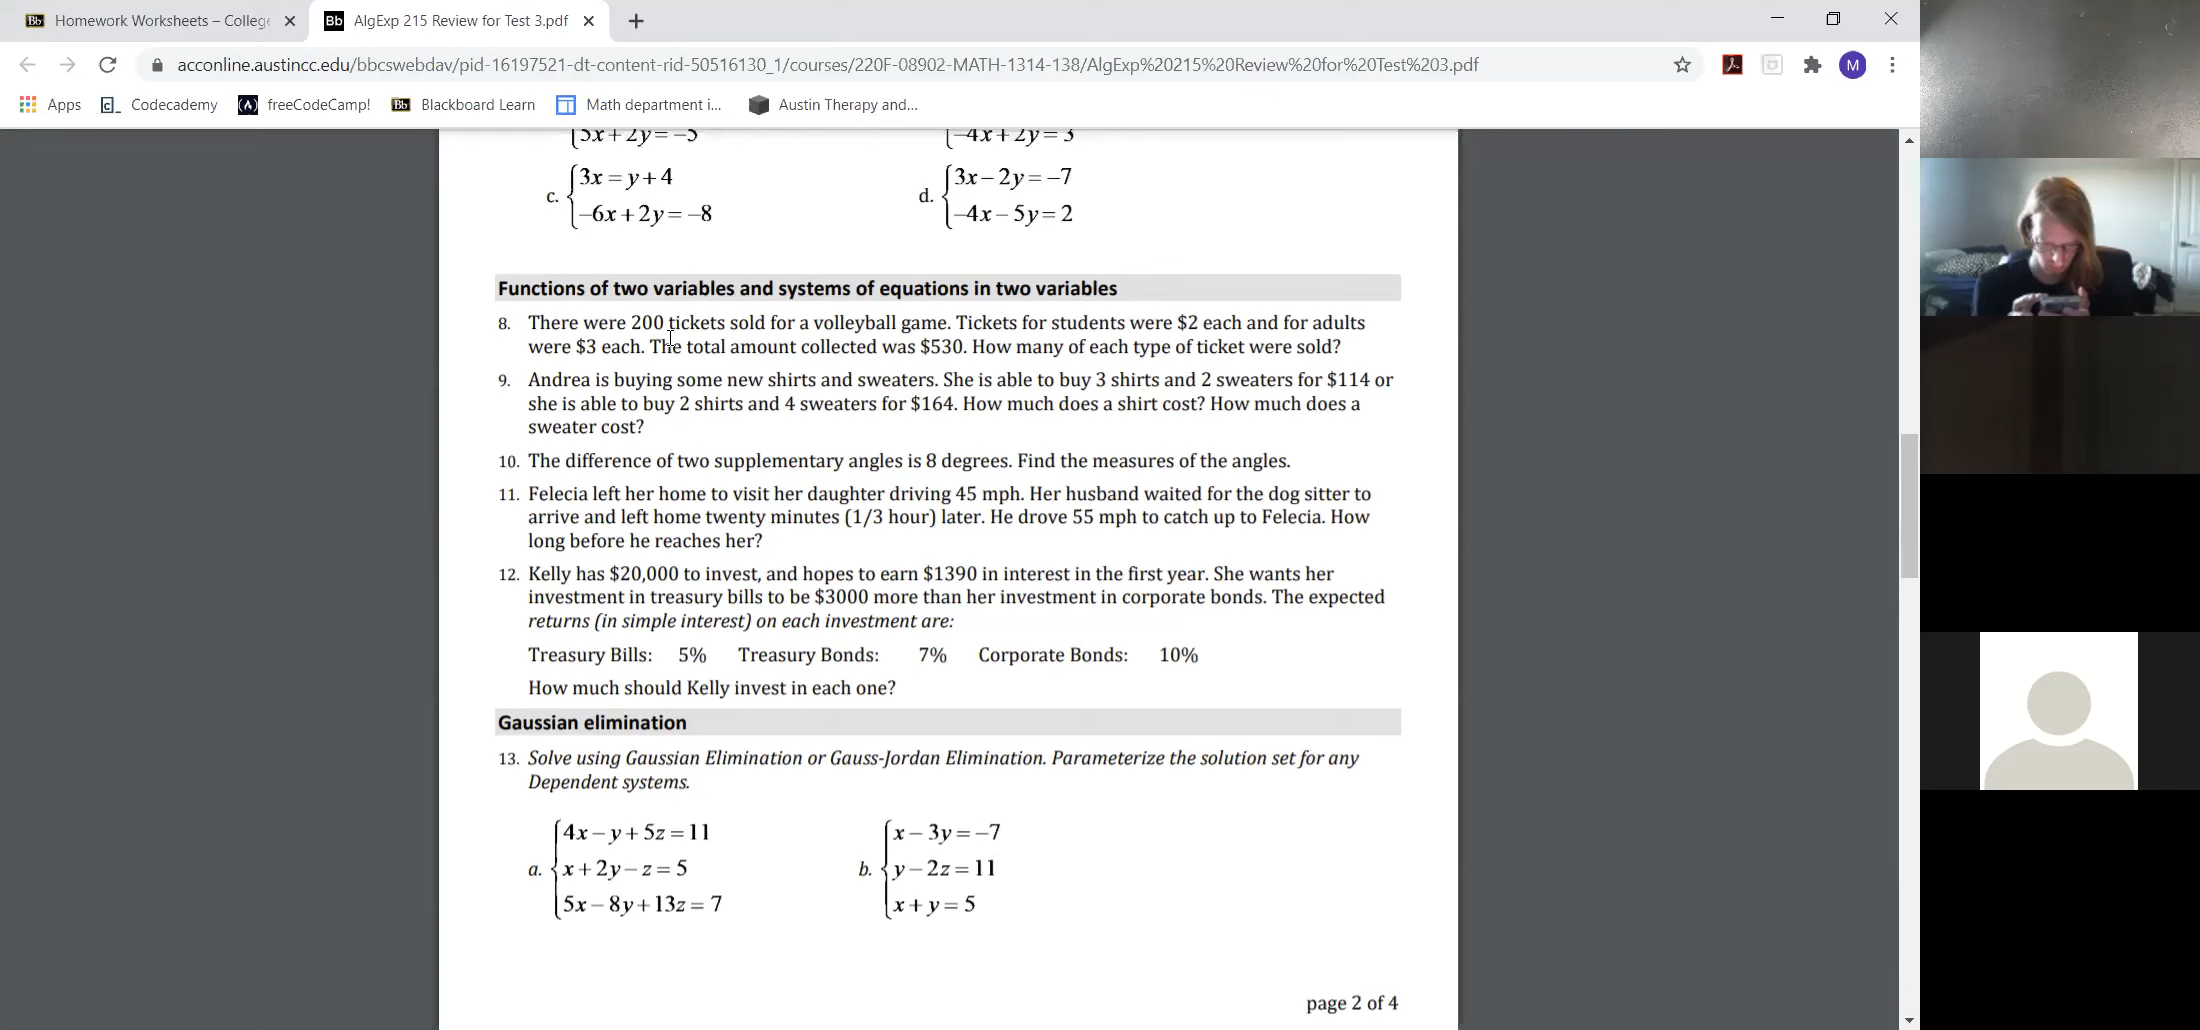 Homework Worksheets – College
AlgExp 215 Review for Test 3.pdf
acconline.austincc.edu/bbcswebdav/pid-16197521-dt-content-rid-50516130_1/courses/220F-08902-MATH-1314-138/AlgExp%20215%20Review%20for%20Test%203.pdf
M
Apps Codecademy freeCodeCamp! Blackboard Learn Math department i... Austin Therapy and...
5x + 2y = −5 −4x + 2y = 3
c. 3x = y + 4
−6x + 2y = −8
d. 3x − 2y = −7
−4x − 5y = 2
Functions of two variables and systems of equations in two variables
8. There were 200 tickets sold for a volleyball game. Tickets for students were $2 each and for adults
were $3 each. The total amount collected was $530. How many of each type of ticket were sold?
9. Andrea is buying some new shirts and sweaters. She is able to buy 3 shirts and 2 sweaters for $114 or
she is able to buy 2 shirts and 4 sweaters for $164. How much does a shirt cost? How much does a
sweater cost?
10. The difference of two supplementary angles is 8 degrees. Find the measures of the angles.
11. Felecia left her home to visit her daughter driving 45 mph. Her husband waited for the dog sitter to
arrive and left home twenty minutes (1/3 hour) later. He drove 55 mph to catch up to Felecia. How
long before he reaches her?
12. Kelly has $20,000 to invest, and hopes to earn $1390 in interest in the first year. She wants her
investment in treasury bills to be $3000 more than her investment in corporate bonds. The expected
returns (in simple interest) on each investment are:
Treasury Bills: 5% Treasury Bonds: 7% Corporate Bonds: 10%
How much should Kelly invest in each one?
Gaussian elimination
13. Solve using Gaussian Elimination or Gauss-Jordan Elimination. Parameterize the solution set for any
Dependent systems.
a. 4x − y + 5z = 11
x + 2y − z = 5
5x − 8y + 13z = 7
b. x − 3y = −7
y − 2z = 11
x + y = 5
page 2 of 4